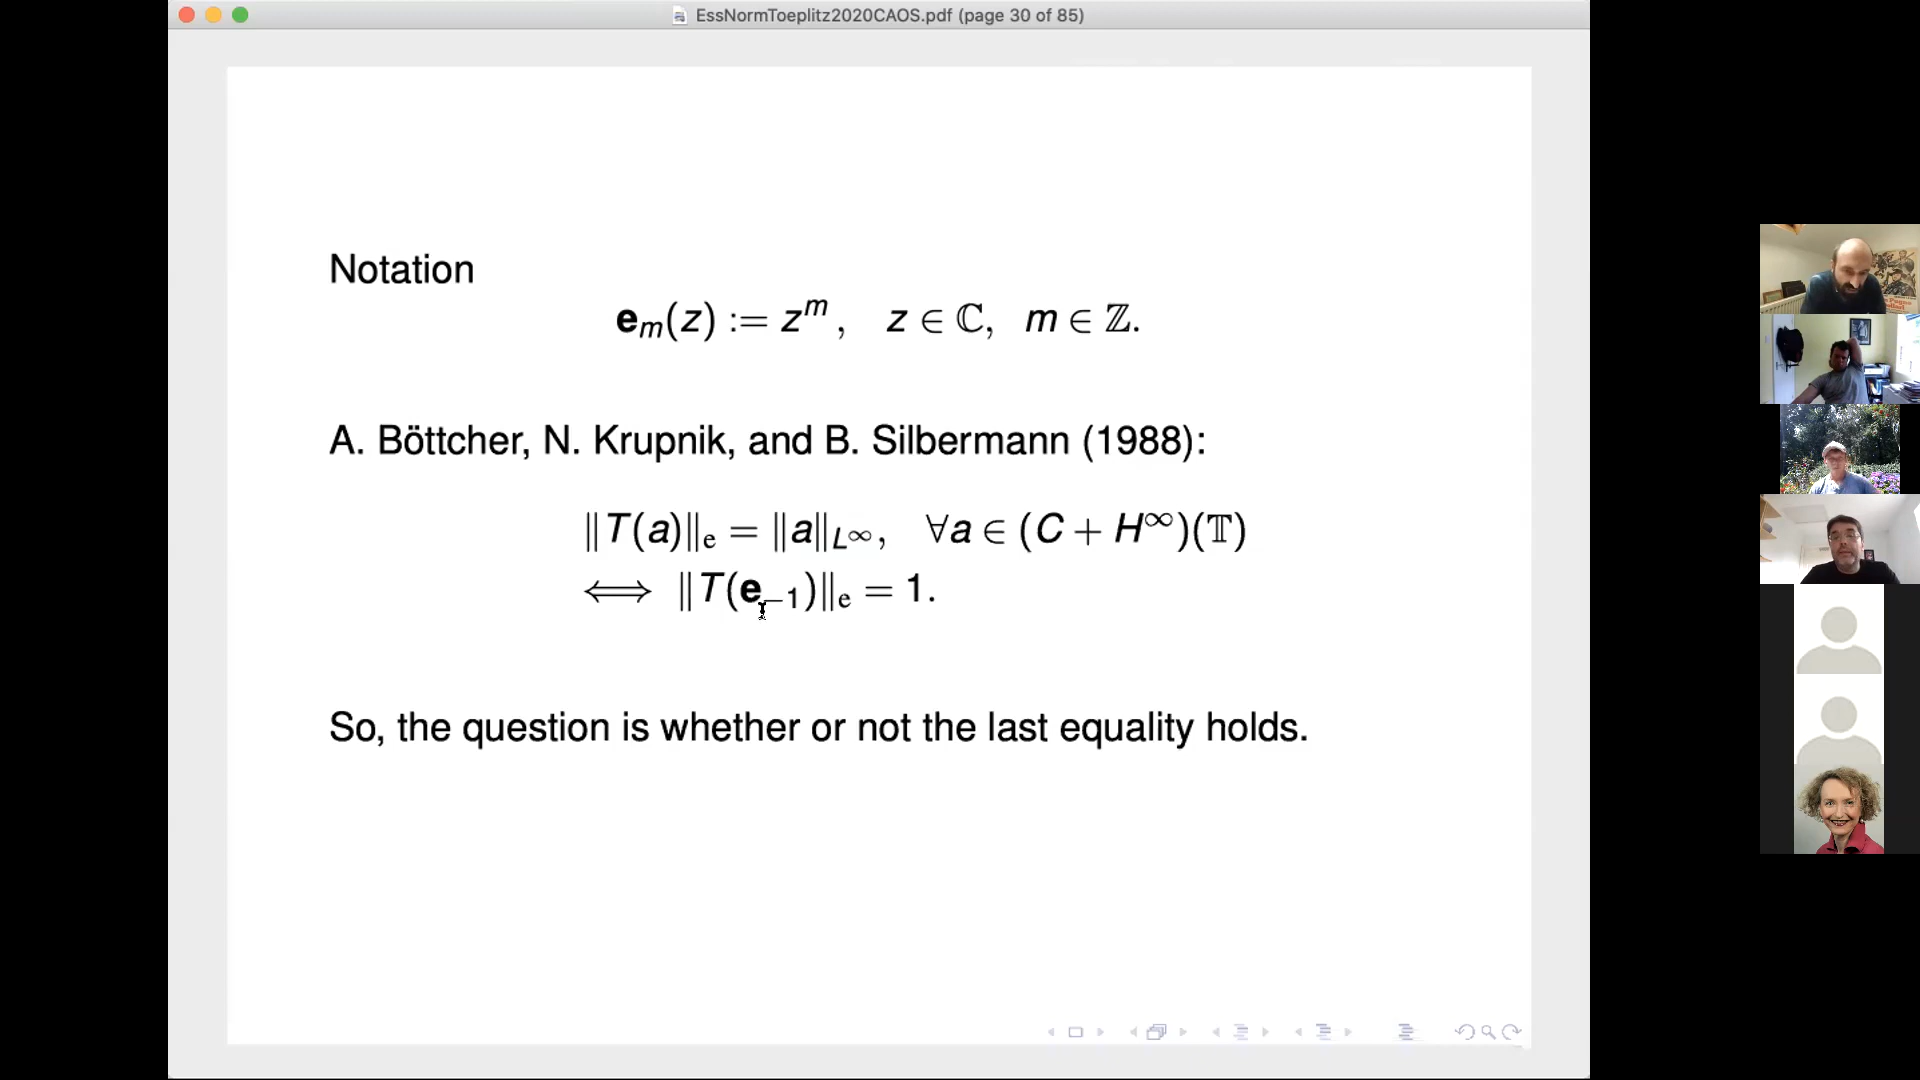 EssNormToeplitz2020CAOS.pdf (page 30 of 85)
Notation
e_m(z) := z^m, z ∈ ℂ, m ∈ ℤ.
A. Böttcher, N. Krupnik, and B. Silbermann (1988):
‖T(a)‖_e = ‖a‖_{L^∞}, ∀a ∈ (C + H^∞)(𝕋)
⟺ ‖T(e_{−1})‖_e = 1.
So, the question is whether or not the last equality holds.